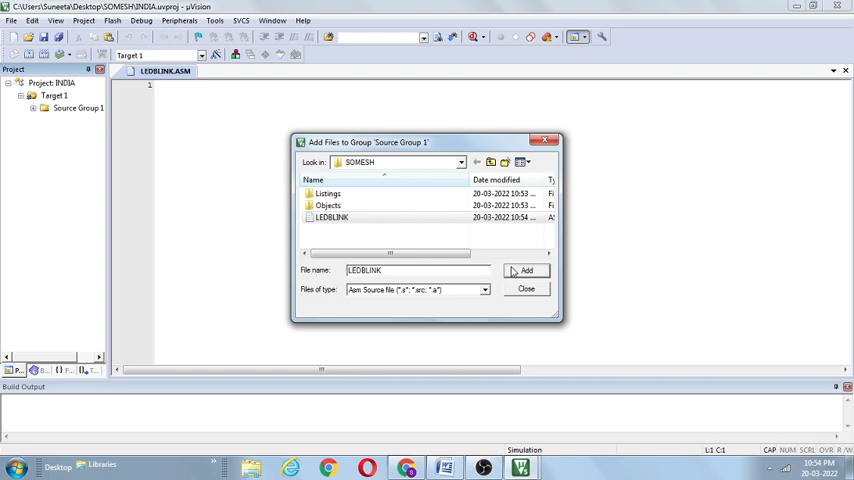 C:\Users\Suneeta\Desktop\SOMESH\INDIA.uvproj - µVision
File Edit View Project Flash Debug Peripherals Tools SVCS Window Help
Target 1
Project
LEDBLINK.ASM
Project: INDIA
Target 1
Source Group 1
1
Add Files to Group 'Source Group 1'
Look in: SOMESH
Name Date modified Ty
Listings 20-03-2022 10:53 ... Fi
Objects 20-03-2022 10:53 ... Fi
LEDBLINK 20-03-2022 10:54 ... AS
File name: LEDBLINK Add
Files of type: Asm Source file (*.s*; *.src; *.a*) Close
P... B... {} F... T...
Build Output
Simulation L:1 C:1 CAP NUM SCRL OVR R/W
Desktop Libraries 10:54 PM
20-03-2022